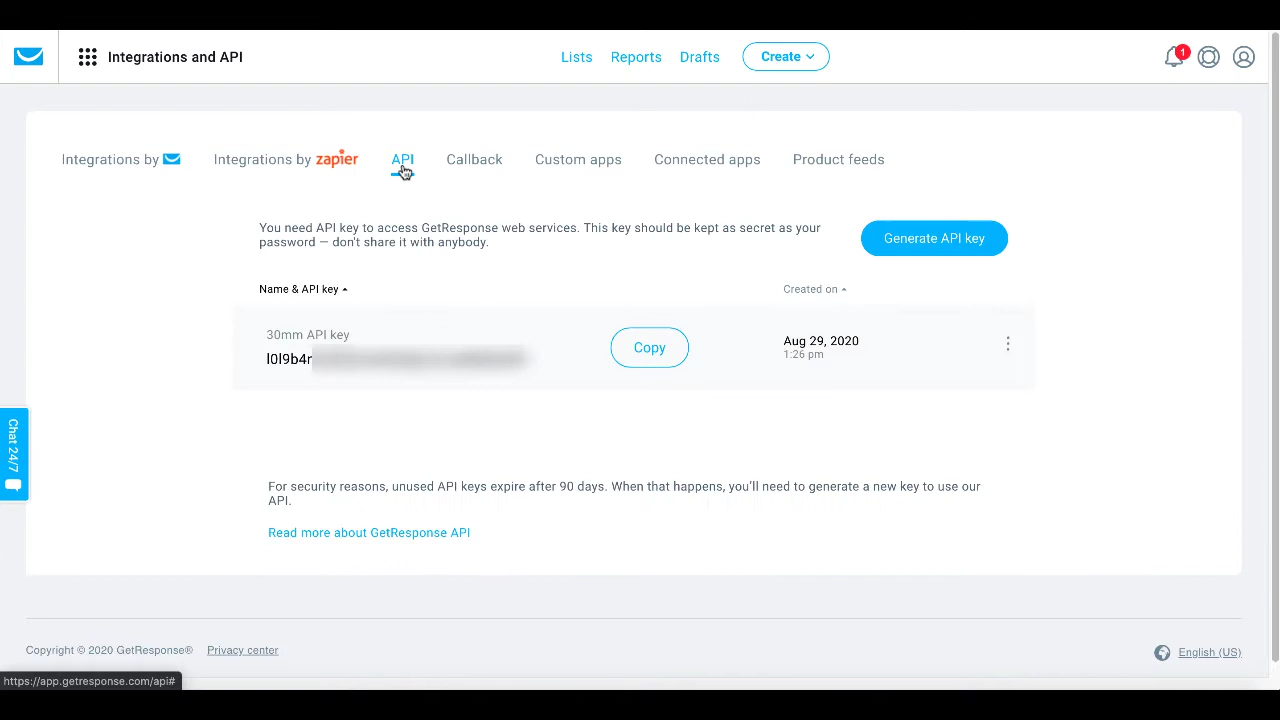 Integrations and API
Lists
Reports
Drafts
Create
1
Integrations by
Integrations by zapier
API
Callback
Custom apps
Connected apps
Product feeds
You need API key to access GetResponse web services. This key should be kept as secret as your
password — don't share it with anybody.
Generate API key
Name & API key
Created on
30mm API key
l0l9b4r
Copy
Aug 29, 2020
1:26 pm
Chat 24/7
For security reasons, unused API keys expire after 90 days. When that happens, you'll need to generate a new key to use our
API.
Read more about GetResponse API
Copyright © 2020 GetResponse®
Privacy center
English (US)
https://app.getresponse.com/api#